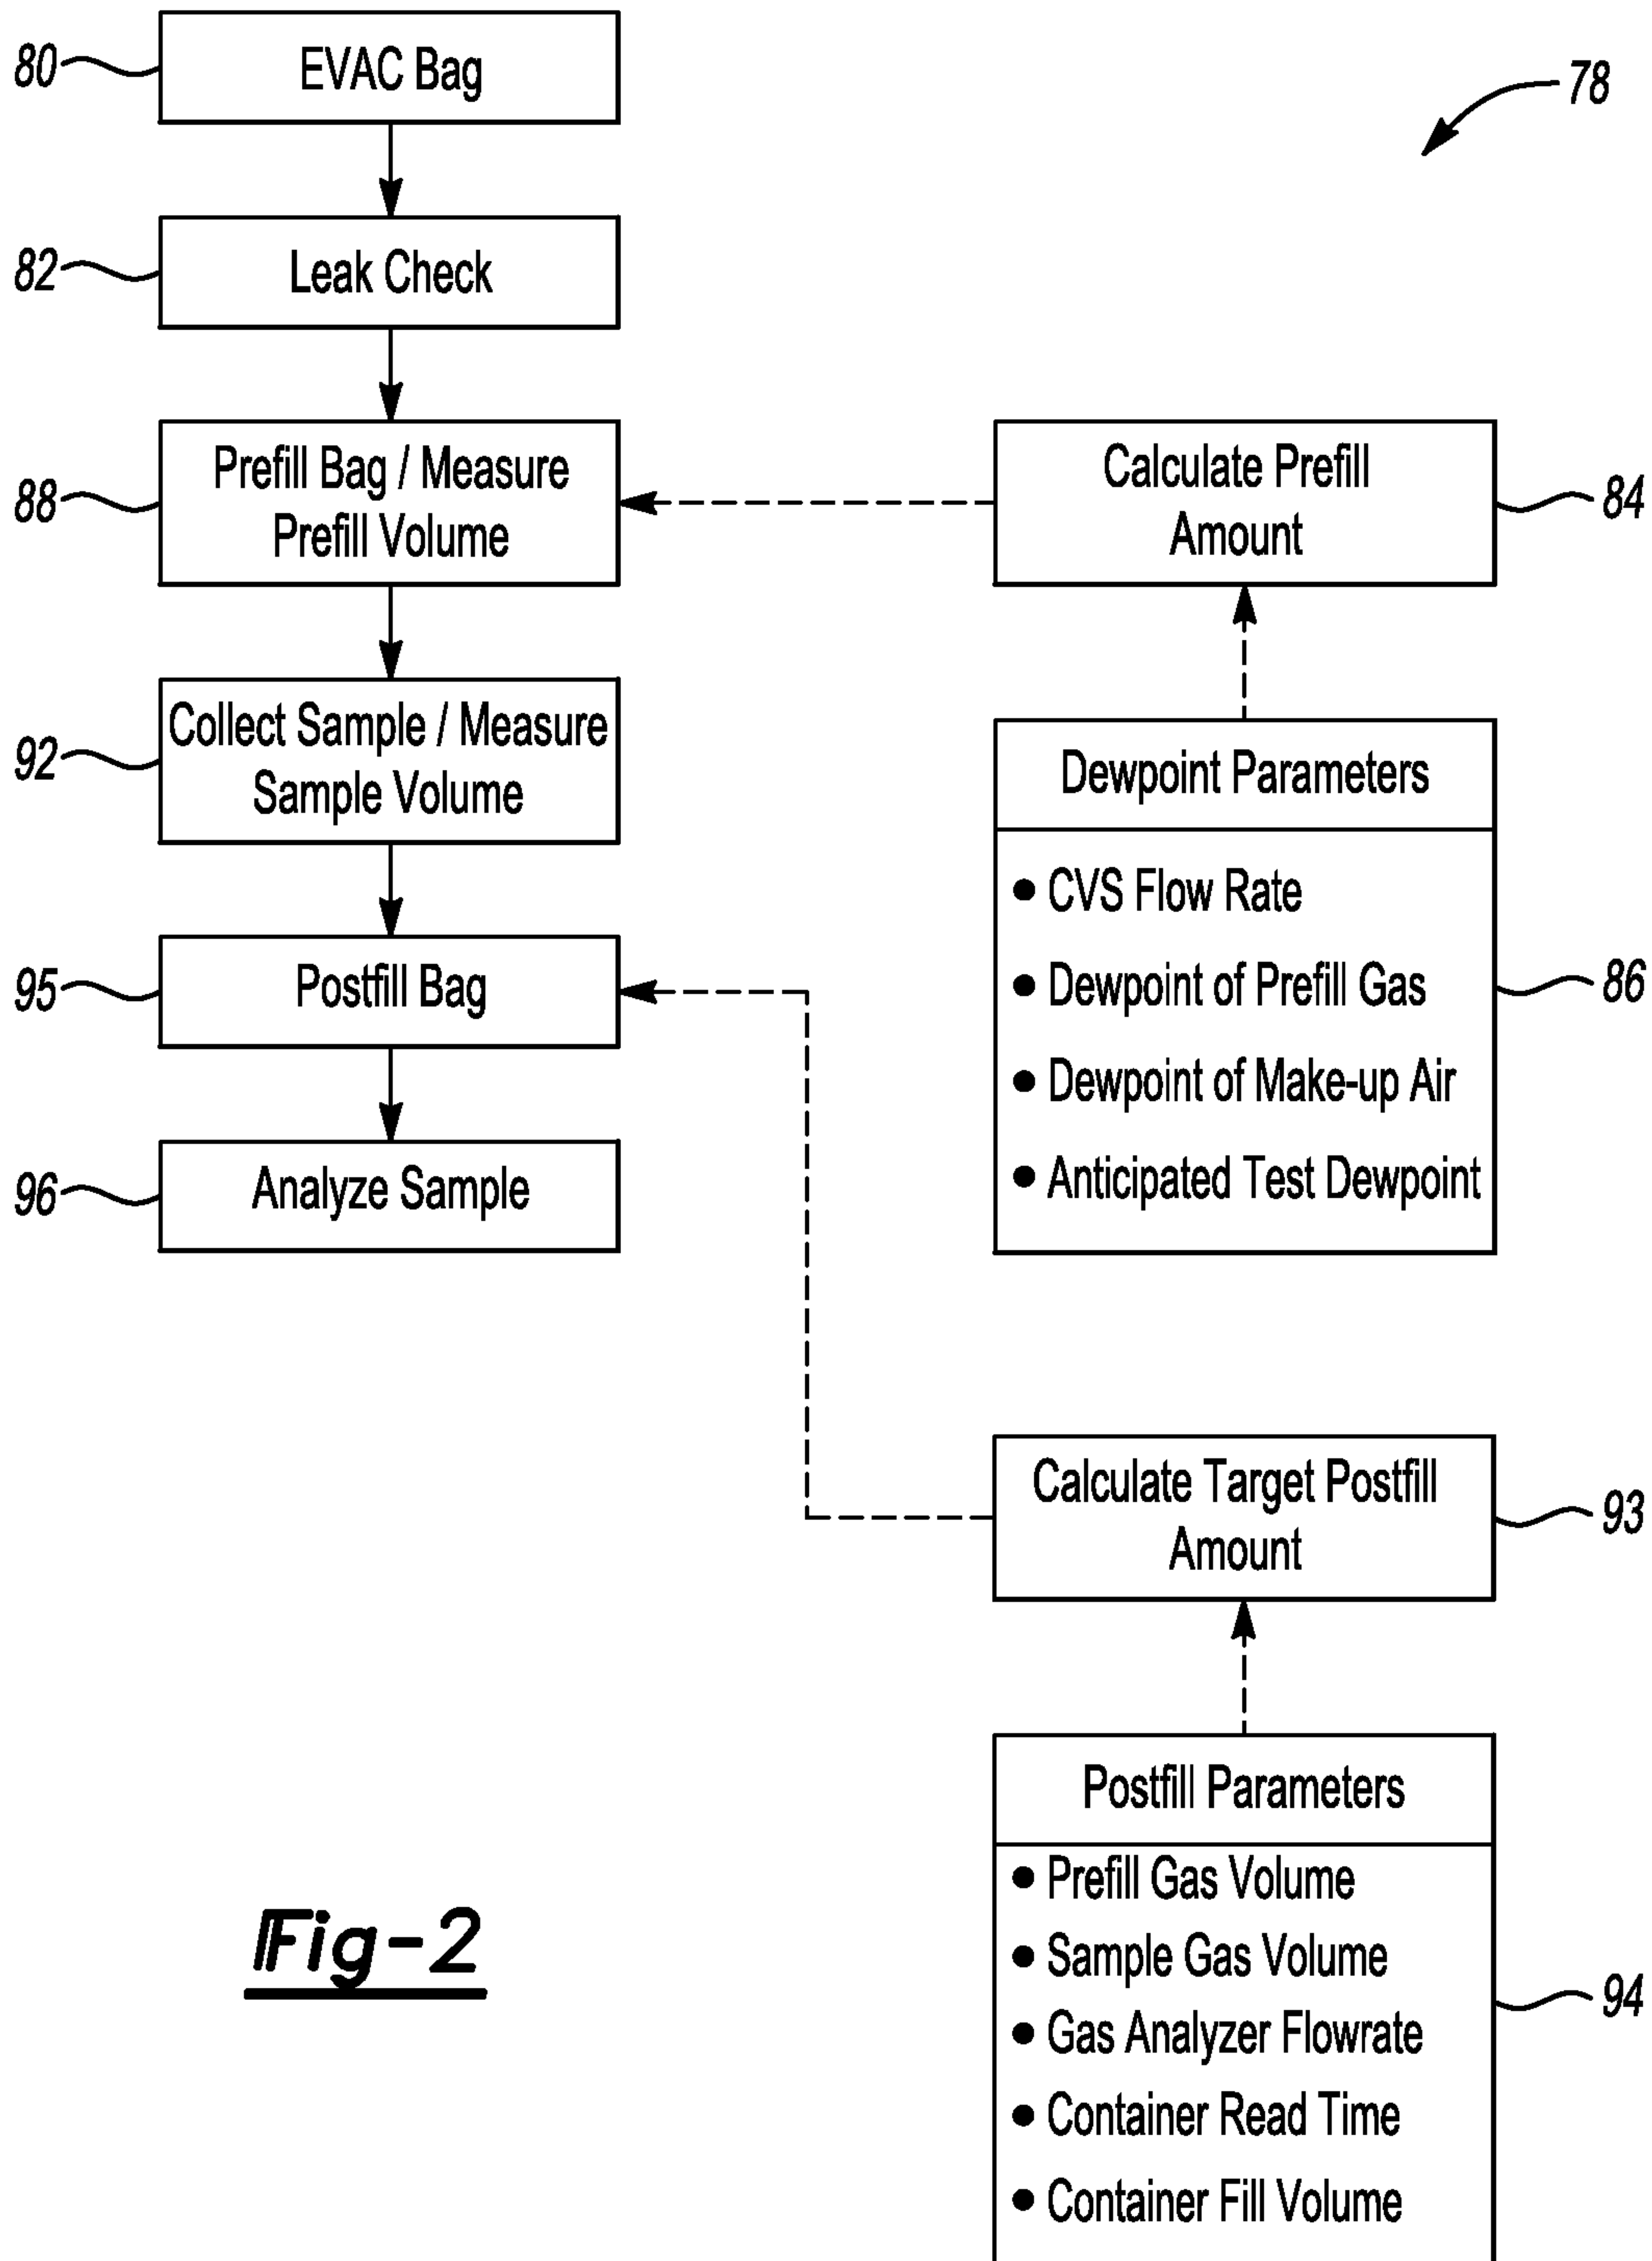 80
EVAC Bag
78
82
Leak Check
88
Prefill Bag / Measure
Prefill Volume
Calculate Prefill
Amount
84
92
Collect Sample / Measure
Sample Volume
Dewpoint Parameters
● CVS Flow Rate
● Dewpoint of Prefill Gas
● Dewpoint of Make-up Air
● Anticipated Test Dewpoint
86
95
Postfill Bag
96
Analyze Sample
Calculate Target Postfill
Amount
93
Postfill Parameters
● Prefill Gas Volume
● Sample Gas Volume
● Gas Analyzer Flowrate
● Container Read Time
● Container Fill Volume
94
Fig-2